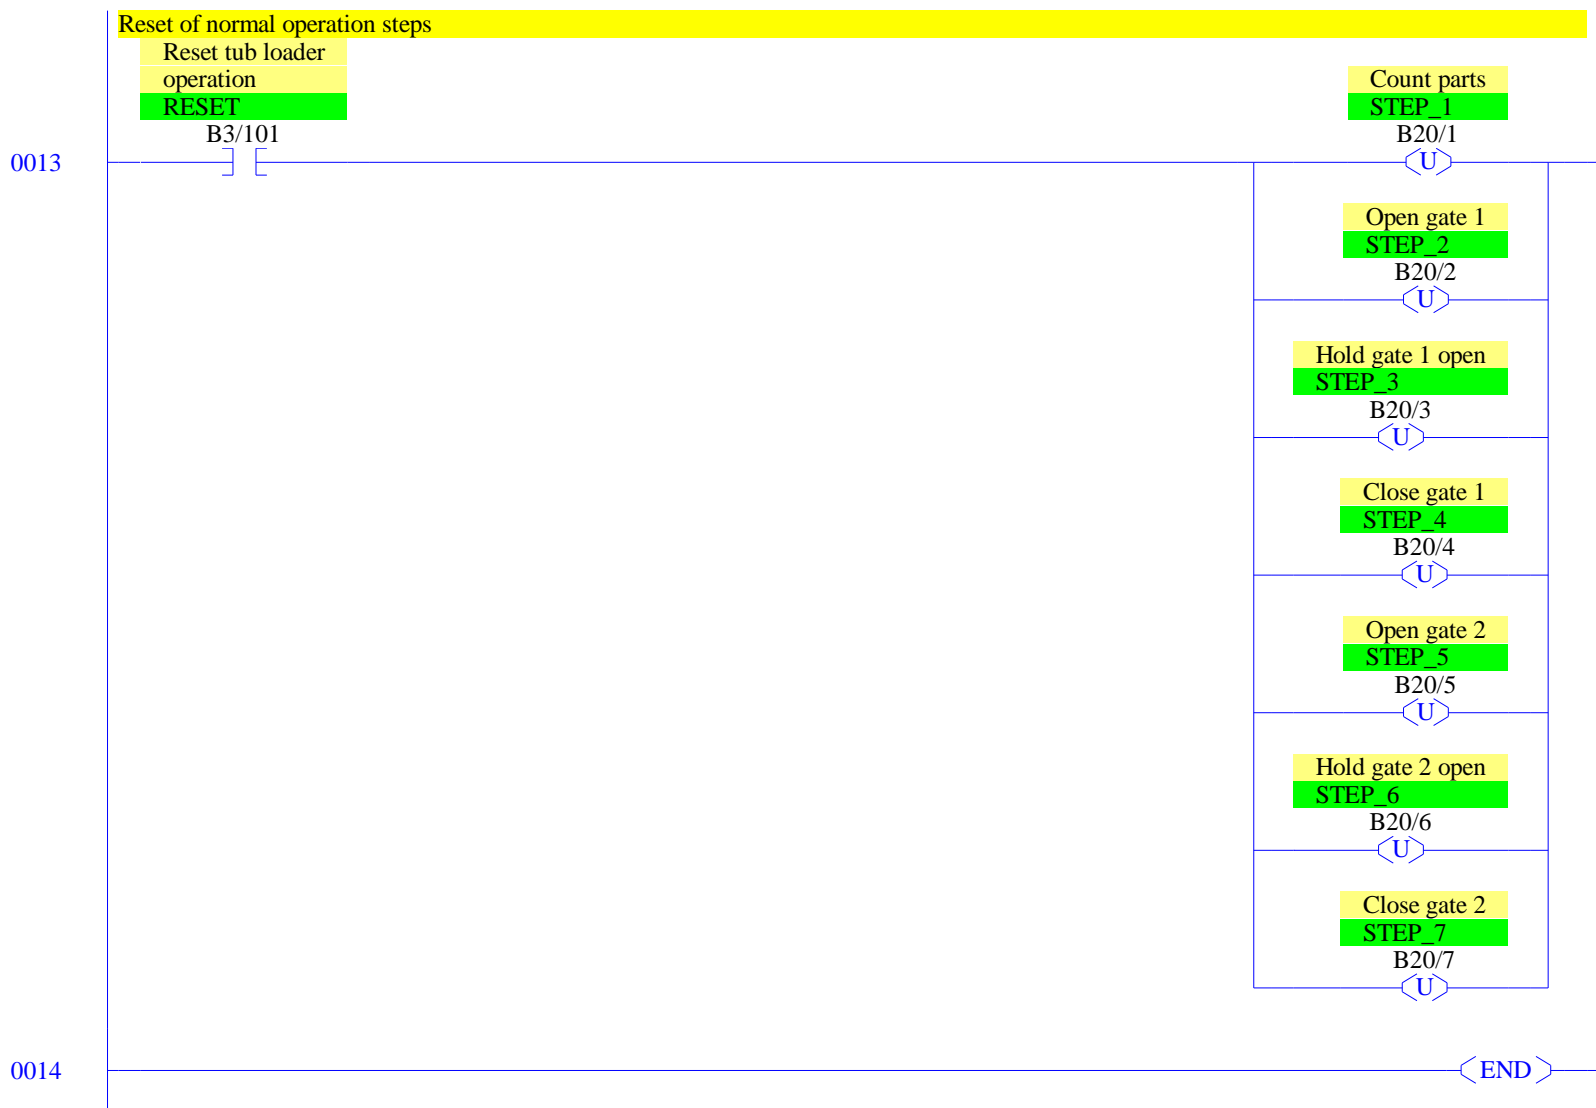 Reset of normal operation steps
Reset tub loader
operation
RESET
B3/101
0013
Count parts
STEP_1
B20/1
U
Open gate 1
STEP_2
B20/2
U
Hold gate 1 open
STEP_3
B20/3
U
Close gate 1
STEP_4
B20/4
U
Open gate 2
STEP_5
B20/5
U
Hold gate 2 open
STEP_6
B20/6
U
Close gate 2
STEP_7
B20/7
U
0014
END